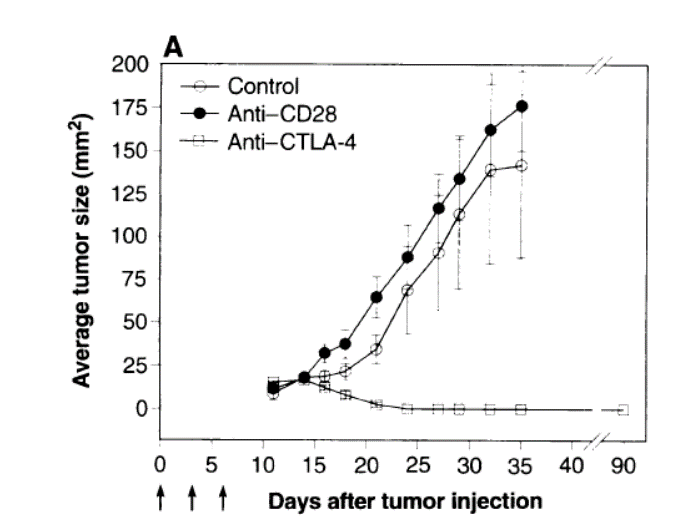 A
200
175
150
125
100
75
50
25
0
Average tumor size (mm²)
Control
Anti–CD28
Anti–CTLA-4
0 5 10 15 20 25 30 35 40 90
Days after tumor injection